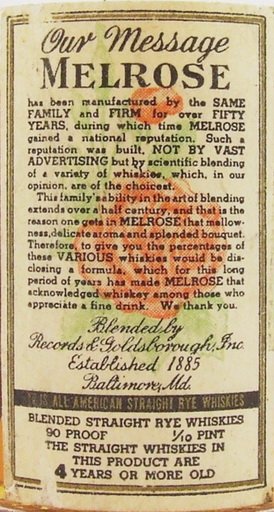 Our Message
MELROSE
has been manufactured by the SAME
FAMILY and FIRM for over FIFTY
YEARS, during which time MELROSE
gained a national reputation. Such a
reputation was built, NOT BY VAST
ADVERTISING but by scientific blending
of a variety of whiskies, which, in our
opinion, are of the choicest.
This family's ability in the art of blending
extends over a half century, and that is the
reason one gets in MELROSE that mellow-
ness, delicate aroma and splendid bouquet.
Therefore, to give you the percentages of
these VARIOUS whiskies would be dis-
closing a formula, which for this long
period of years has made MELROSE that
acknowledged whiskey among those who
appreciate a fine drink. We thank you.
Blended by
Records & Goldsborough, Inc.
Established 1885
Baltimore, Md.
IT IS ALL AMERICAN STRAIGHT RYE WHISKIES
BLENDED STRAIGHT RYE WHISKIES
90 PROOF 1/10 PINT
THE STRAIGHT WHISKIES IN
THIS PRODUCT ARE
4 YEARS OR MORE OLD